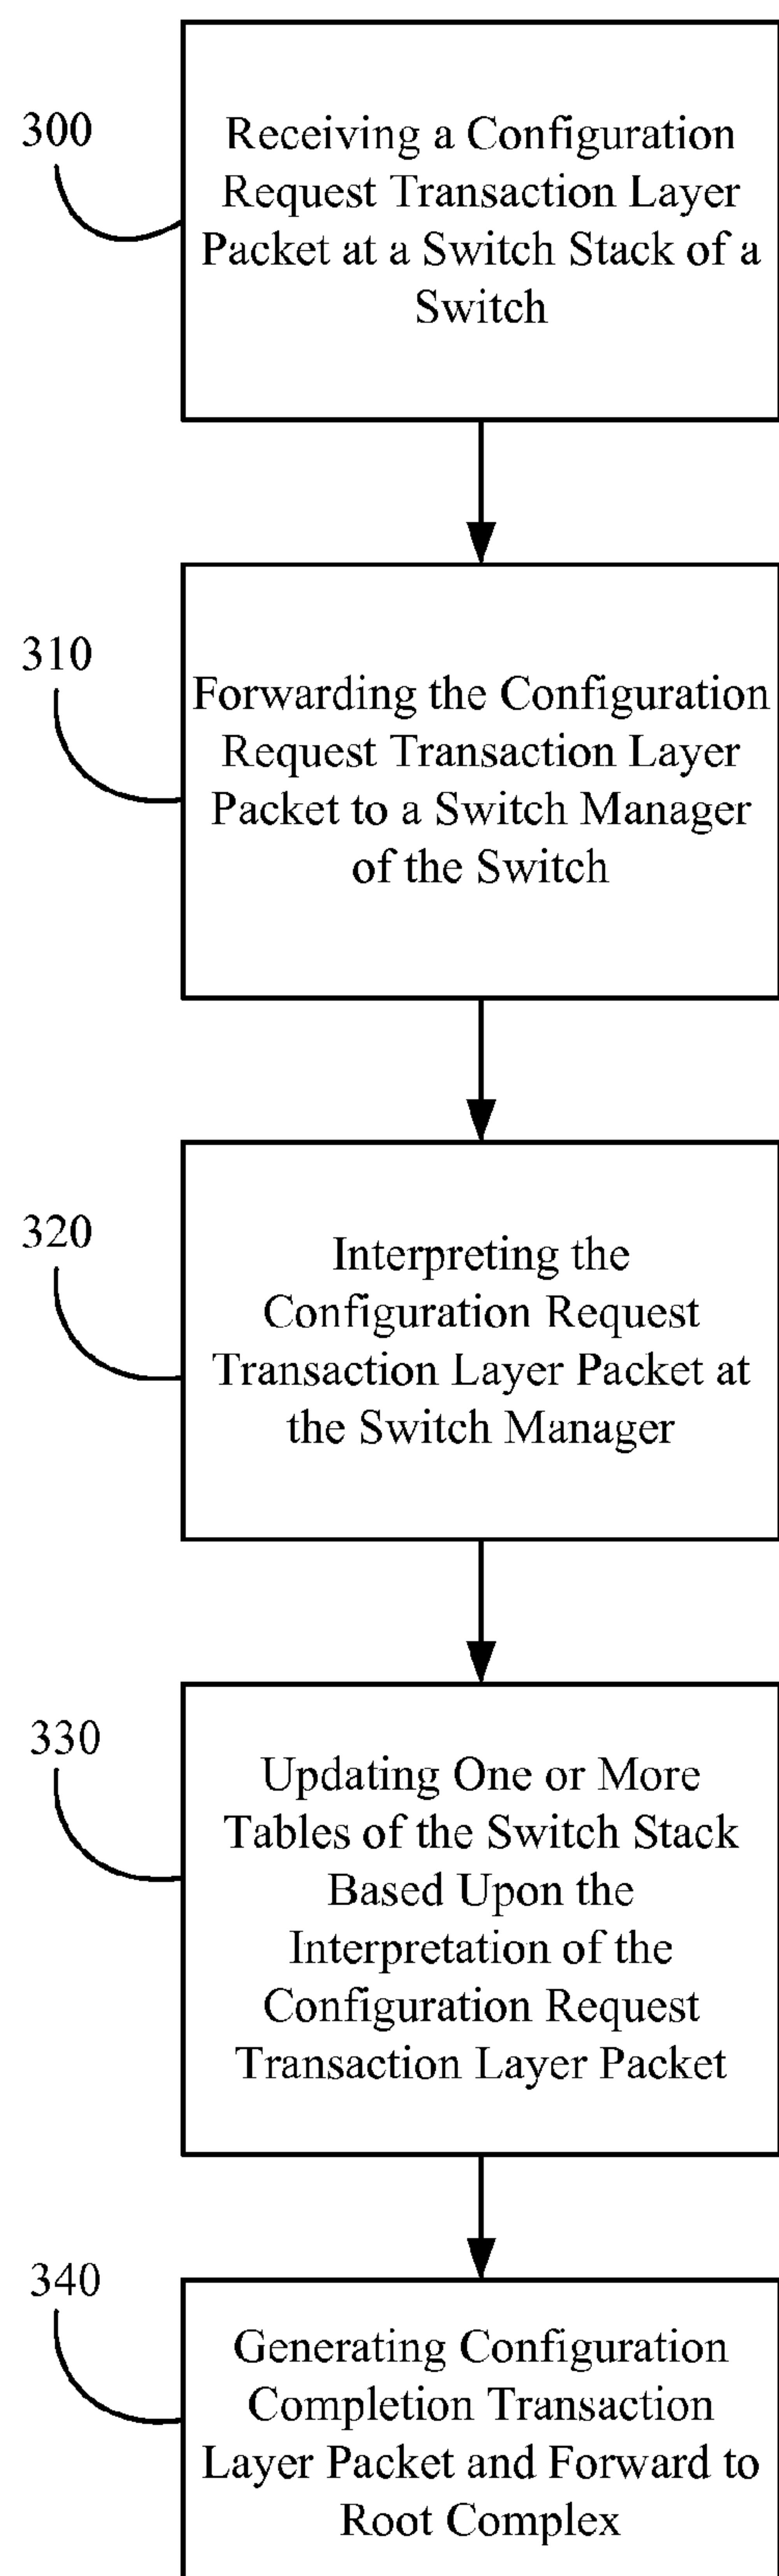 300
Receiving a Configuration
Request Transaction Layer
Packet at a Switch Stack of a
Switch
310
Forwarding the Configuration
Request Transaction Layer
Packet to a Switch Manager
of the Switch
320
Interpreting the
Configuration Request
Transaction Layer Packet at
the Switch Manager
330
Updating One or More
Tables of the Switch Stack
Based Upon the
Interpretation of the
Configuration Request
Transaction Layer Packet
340
Generating Configuration
Completion Transaction
Layer Packet and Forward to
Root Complex